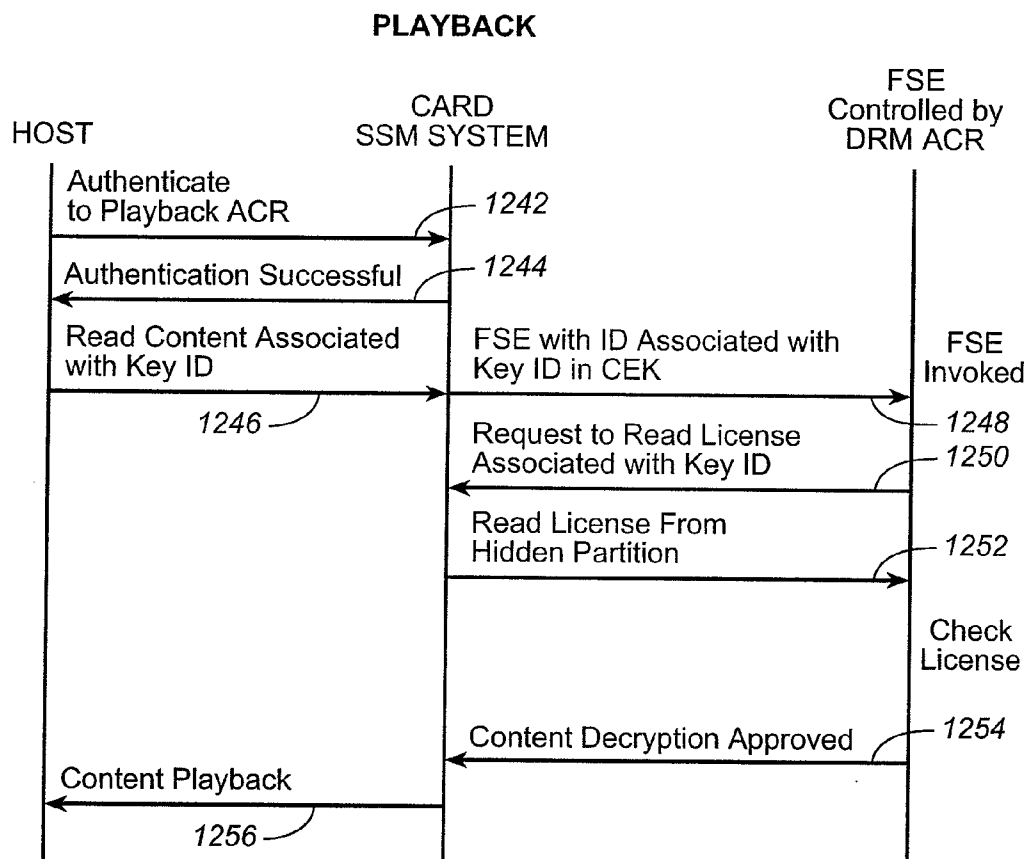 PLAYBACK
HOST
CARD
SSM SYSTEM
FSE
Controlled by
DRM ACR
Authenticate
to Playback ACR
1242
Authentication Successful
1244
Read Content Associated
with Key ID
1246
FSE with ID Associated with
Key ID in CEK
FSE
Invoked
1248
Request to Read License
Associated with Key ID
1250
Read License From
Hidden Partition
1252
Check
License
Content Decryption Approved
1254
Content Playback
1256